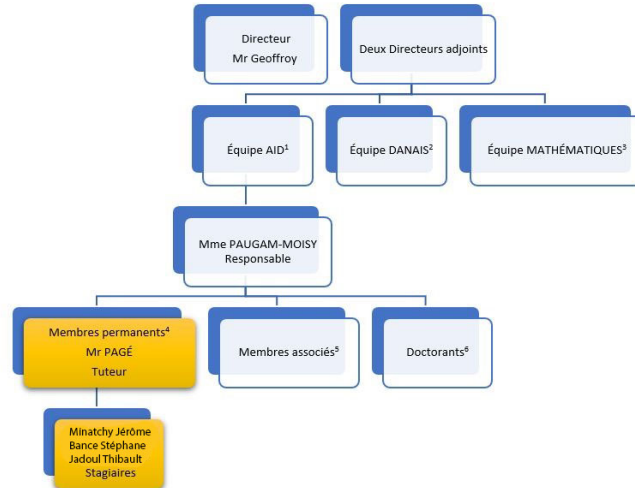 Directeur
Mr Geoffroy
Deux Directeurs adjoints
Équipe AID¹
Équipe DANAIS²
Équipe MATHÉMATIQUES³
Mme PAUGAM-MOISY
Responsable
Membres permanents⁴
Mr PAGÉ
Tuteur
Membres associés⁵
Doctorants⁶
Minatchy Jérôme
Bance Stéphane
Jadoul Thibault
Stagiaires